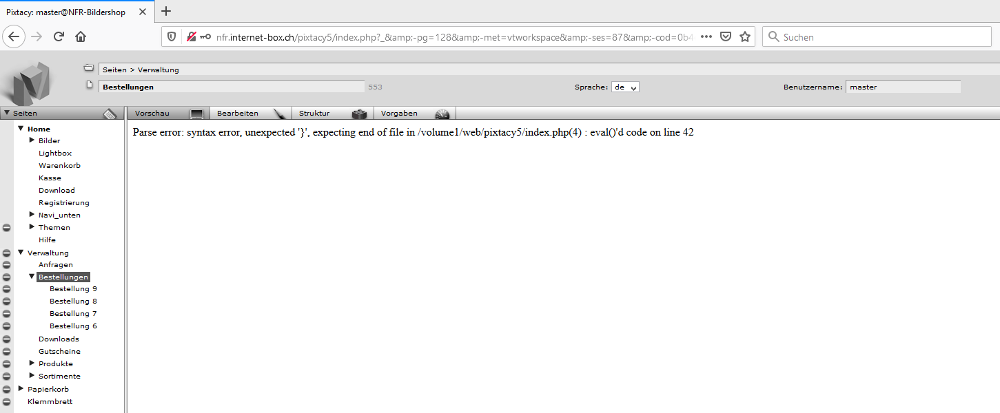 Pixtacy: master@NFR-Bildershop
nfr.internet-box.ch/pixtacy5/index.php?_&amp;-pg=128&amp;-met=vtworkspace&amp;-ses=87&amp;-cod=0b4
Suchen
Seiten > Verwaltung
Bestellungen 553 Sprache: de Benutzername: master
Seiten Vorschau Bearbeiten Struktur Vorgaben
Parse error: syntax error, unexpected '}', expecting end of file in /volume1/web/pixtacy5/index.php(4) : eval()'d code on line 42
Home
Bilder
Lightbox
Warenkorb
Kasse
Download
Registrierung
Navi_unten
Themen
Hilfe
Verwaltung
Anfragen
Bestellungen
Bestellung 9
Bestellung 8
Bestellung 7
Bestellung 6
Downloads
Gutscheine
Produkte
Sortimente
Papierkorb
Klemmbrett